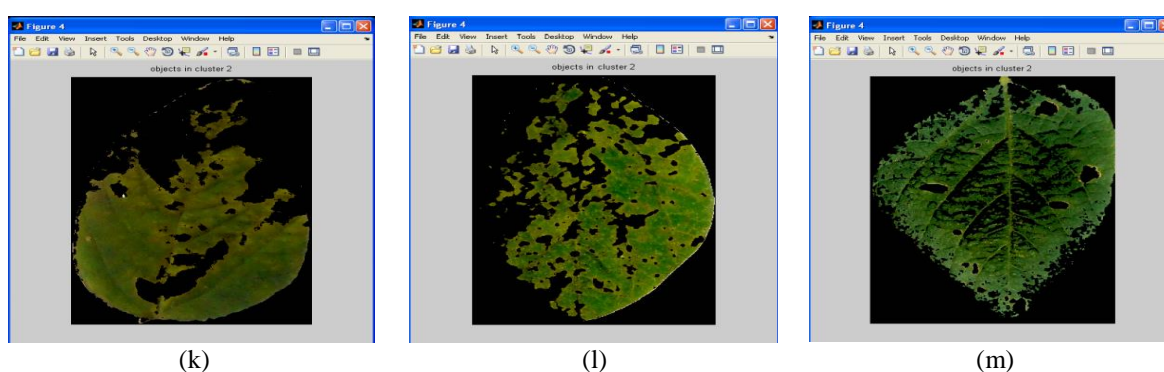 Figure 4 Figure 4 Figure 4
File Edit View Insert Tools Desktop Window Help File Edit View Insert Tools Desktop Window Help File Edit View Insert Tools Desktop Window Help
objects in cluster 2 objects in cluster 2 objects in cluster 2
(k) (l) (m)